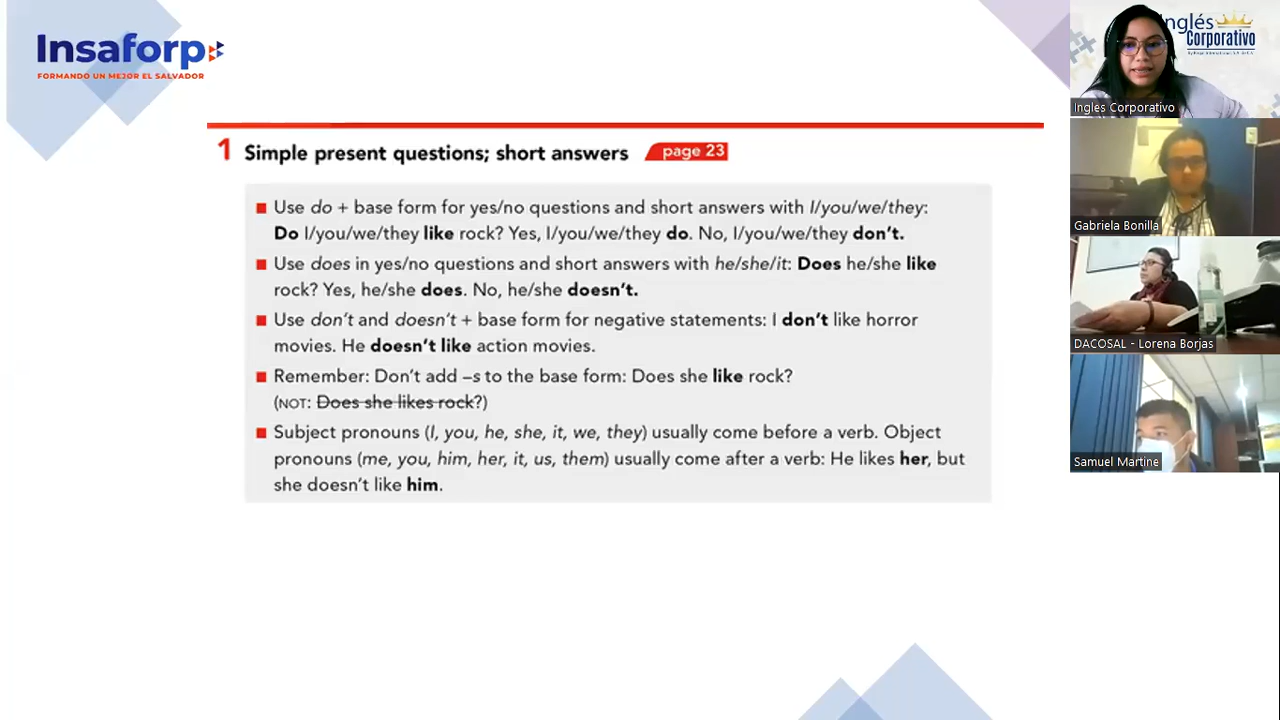 Insaforp
FORMANDO UN MEJOR EL SALVADOR
1 Simple present questions; short answers page 23
Use do + base form for yes/no questions and short answers with I/you/we/they:
Do I/you/we/they like rock? Yes, I/you/we/they do. No, I/you/we/they don't.
Use does in yes/no questions and short answers with he/she/it: Does he/she like
rock? Yes, he/she does. No, he/she doesn't.
Use don't and doesn't + base form for negative statements: I don't like horror
movies. He doesn't like action movies.
Remember: Don't add –s to the base form: Does she like rock?
(NOT: Does she likes rock?)
Subject pronouns (I, you, he, she, it, we, they) usually come before a verb. Object
pronouns (me, you, him, her, it, us, them) usually come after a verb: He likes her, but
she doesn't like him.
Inglés
Corporativo
Ingles Corporativo
Gabriela Bonilla
DACOSAL - Lorena Borjas
Samuel Martine